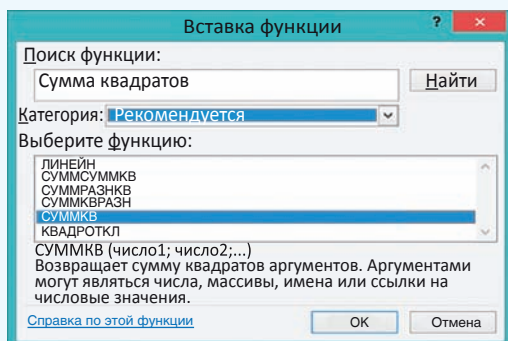 Вставка функции
?
×
Поиск функции:
Сумма квадратов
Найти
Категория: Рекомендуется
Выберите функцию:
ЛИНЕЙН
СУММСУММКВ
СУММРАЗНКВ
СУММКВРАЗН
СУММКВ
КВАДРОТКЛ
СУММКВ (число1; число2;...)
Возвращает сумму квадратов аргументов. Аргументами
могут являться числа, массивы, имена или ссылки на
числовые значения.
Справка по этой функции
OK
Отмена